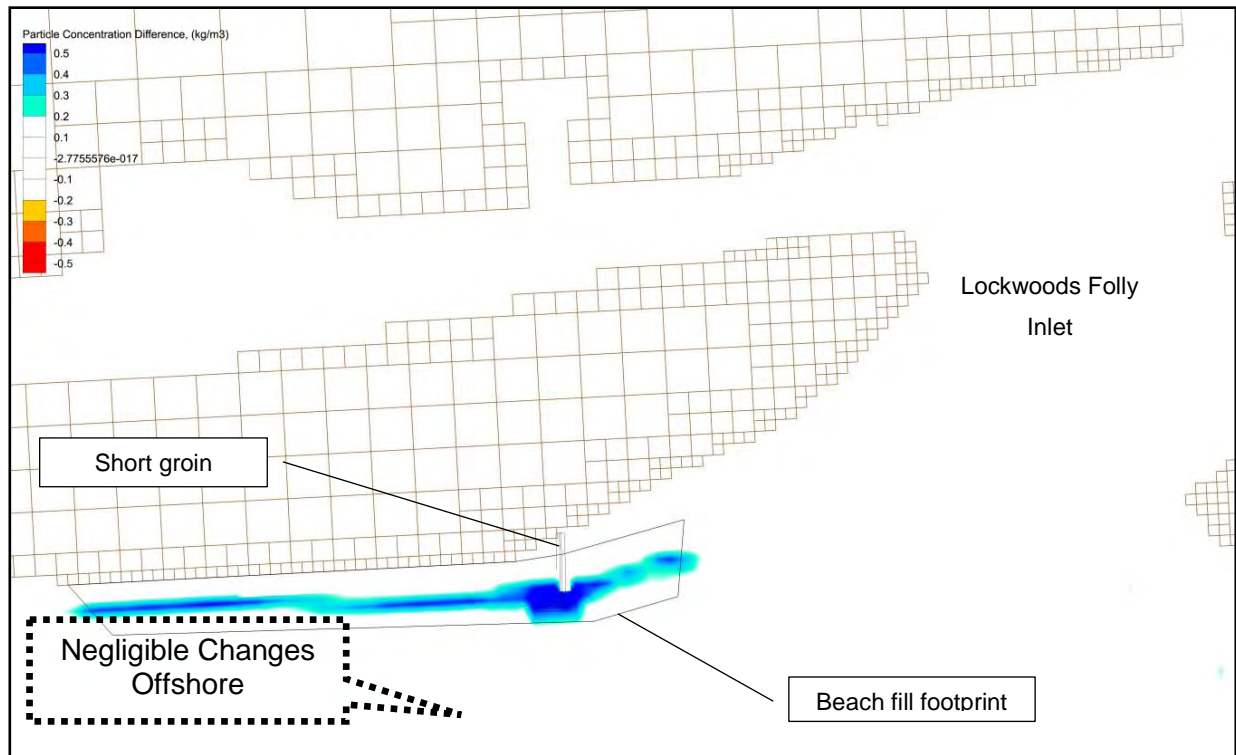 Particle Concentration Difference, (kg/m3)
0.5
0.4
0.3
0.2
0.1
-2.7755576e-017
-0.1
-0.2
-0.3
-0.4
-0.5
Lockwoods Folly
Inlet
Short groin
Negligible Changes
Offshore
Beach fill footprint